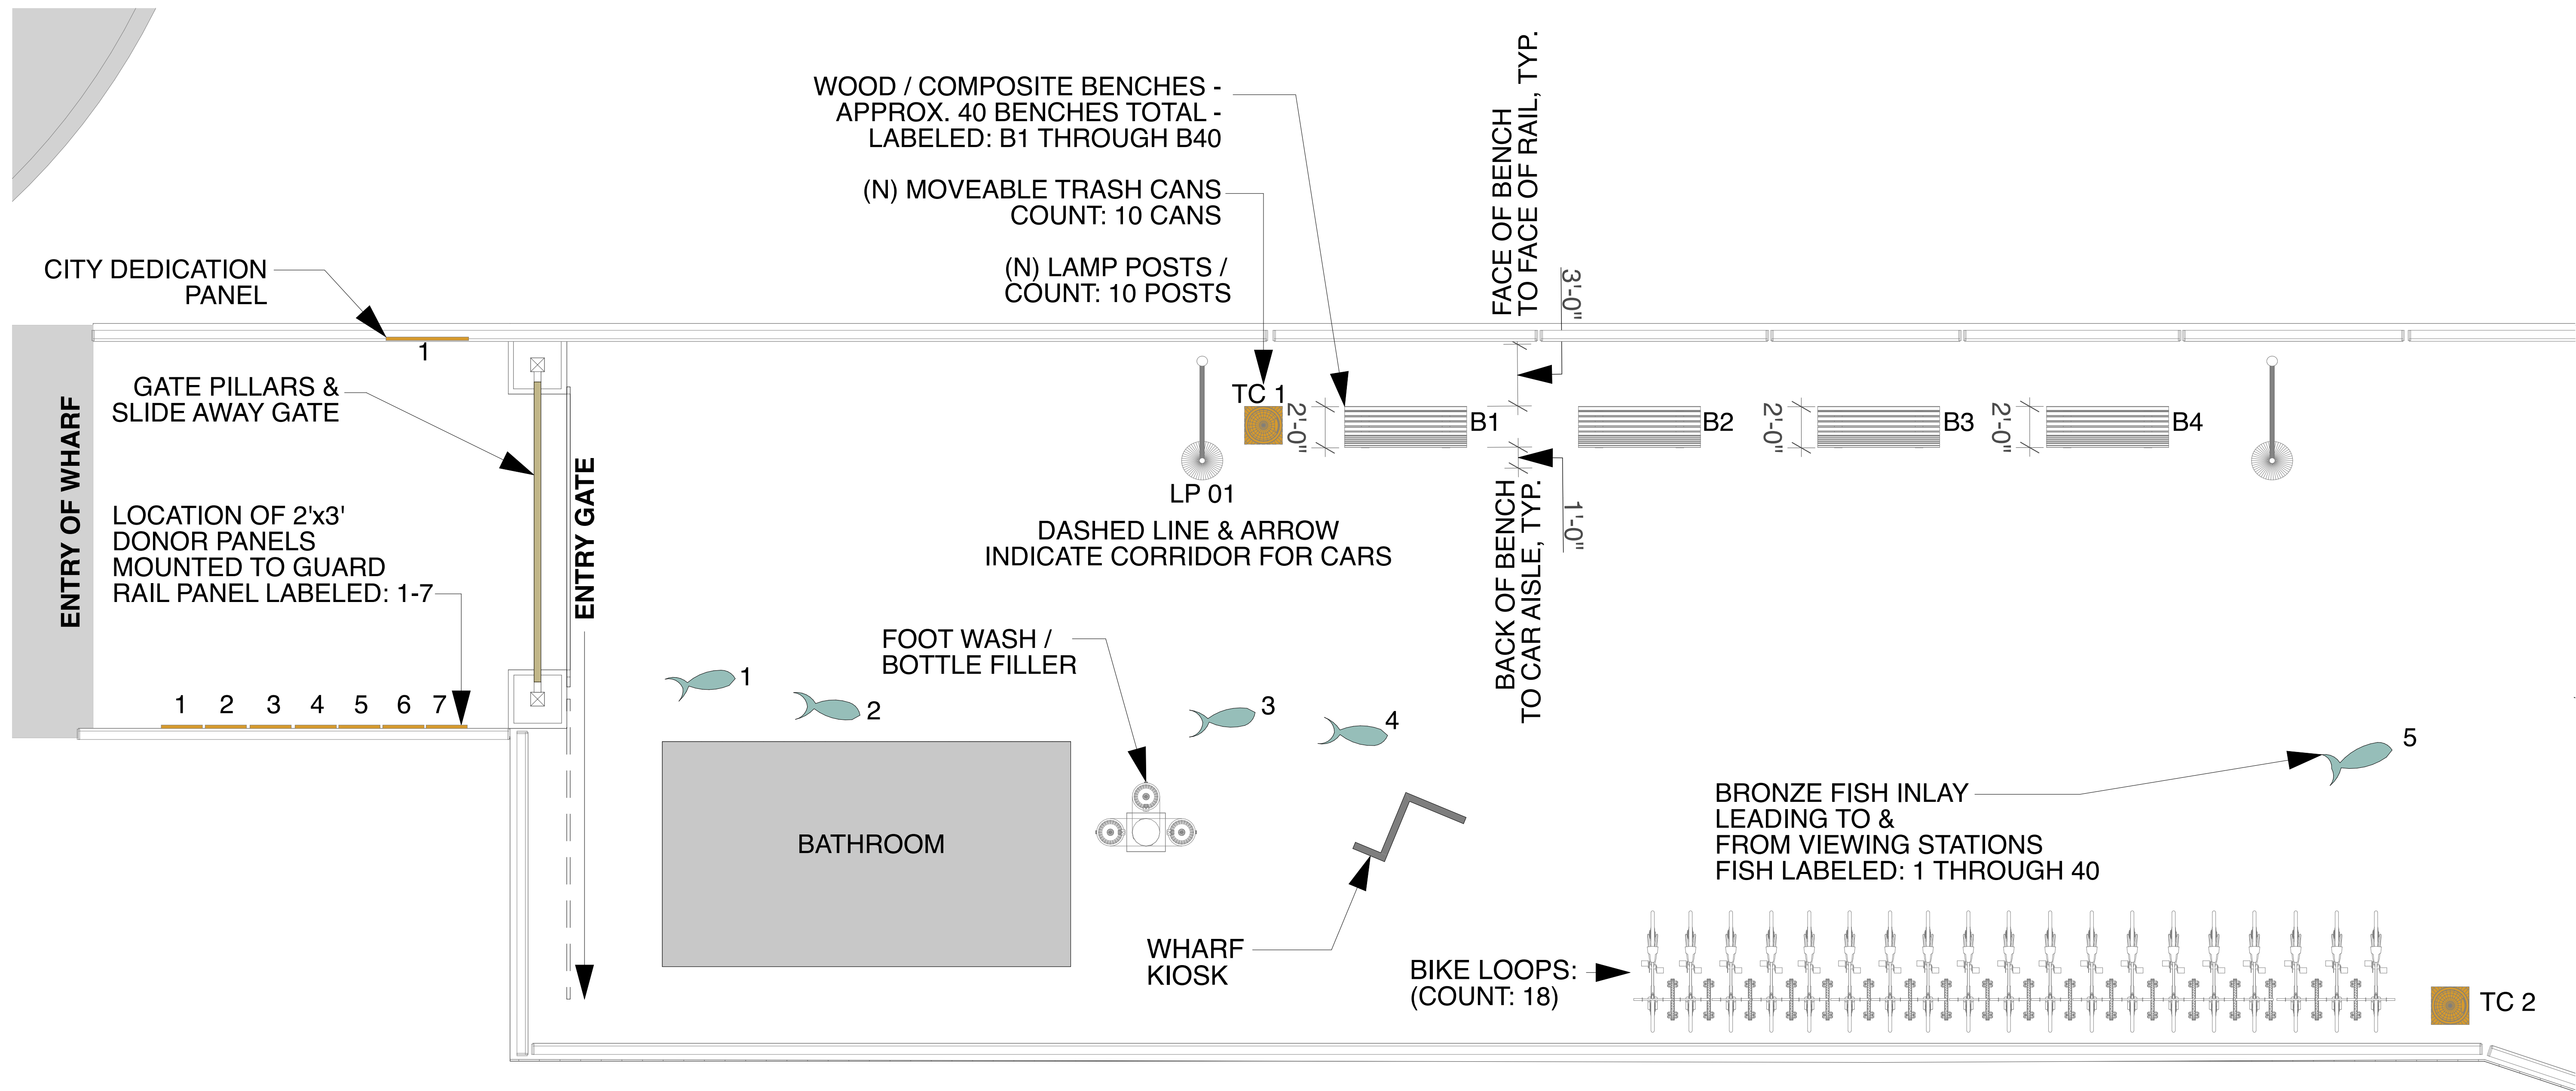 WOOD / COMPOSITE BENCHES -
APPROX. 40 BENCHES TOTAL -
LABELED: B1 THROUGH B40
(N) MOVEABLE TRASH CANS
COUNT: 10 CANS
(N) LAMP POSTS /
COUNT: 10 POSTS
FACE OF BENCH
TO FACE OF RAIL, TYP.
3'-0"
CITY DEDICATION
PANEL
1
GATE PILLARS &
SLIDE AWAY GATE
ENTRY OF WHARF
LOCATION OF 2'x3'
DONOR PANELS
MOUNTED TO GUARD
RAIL PANEL LABELED: 1-7
1 2 3 4 5 6 7
ENTRY GATE
TC 1
2'-0"
B1
B2
2'-0"
B3
2'-0"
B4
LP 01
DASHED LINE & ARROW
INDICATE CORRIDOR FOR CARS
BACK OF BENCH
TO CAR AISLE, TYP.
1'-0"
FOOT WASH /
BOTTLE FILLER
1
2
3
4
5
BATHROOM
WHARF
KIOSK
BRONZE FISH INLAY
LEADING TO &
FROM VIEWING STATIONS
FISH LABELED: 1 THROUGH 40
BIKE LOOPS:
(COUNT: 18)
TC 2